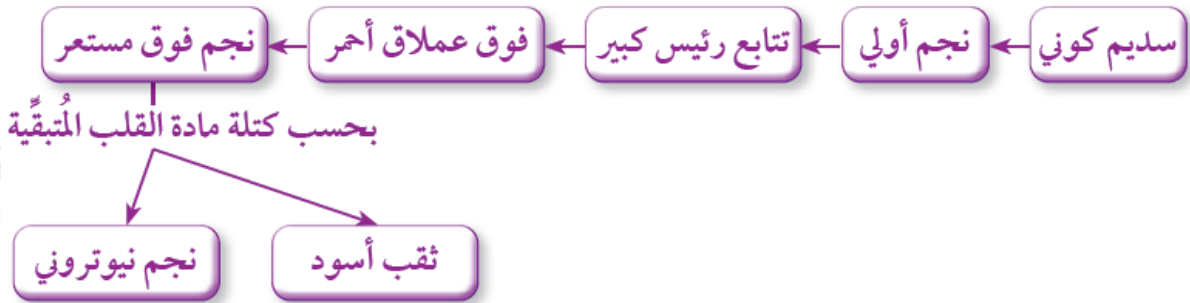 سديم كوني
نجم أولي
تتابع رئيس كبير
فوق عملاق أحمر
نجم فوق مستعر
بحسب كتلة مادة القلب المُتبقِّية
ثقب أسود
نجم نيوتروني